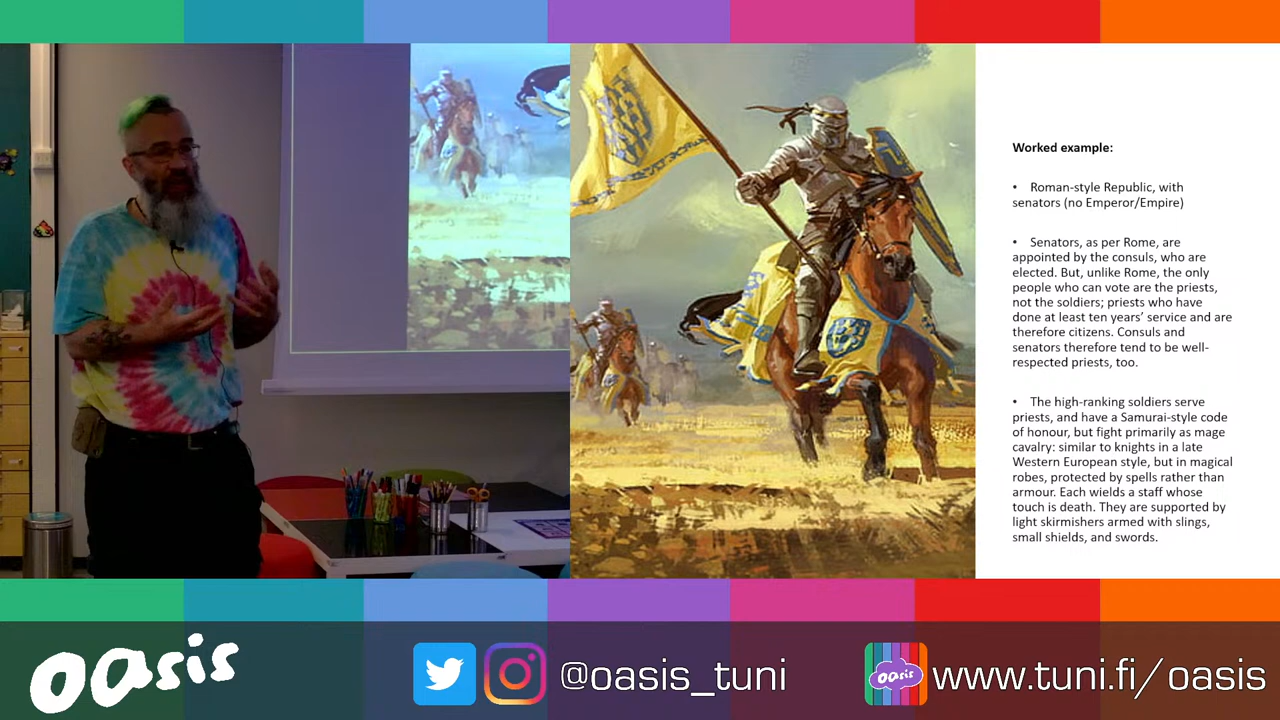 Worked example:
• Roman-style Republic, with
senators (no Emperor/Empire)
• Senators, as per Rome, are
appointed by the consuls, who are
elected. But, unlike Rome, the only
people who can vote are the priests,
not the soldiers; priests who have
done at least ten years’ service and are
therefore citizens. Consuls and
senators therefore tend to be well-
respected priests, too.
• The high-ranking soldiers serve
priests, and have a Samurai-style code
of honour, but fight primarily as mage
cavalry: similar to knights in a late
Western European style, but in magical
robes, protected by spells rather than
armour. Each wields a staff whose
touch is death. They are supported by
light skirmishers armed with slings,
small shields, and swords.
oasis
@oasis_tuni
oasis
www.tuni.fi/oasis